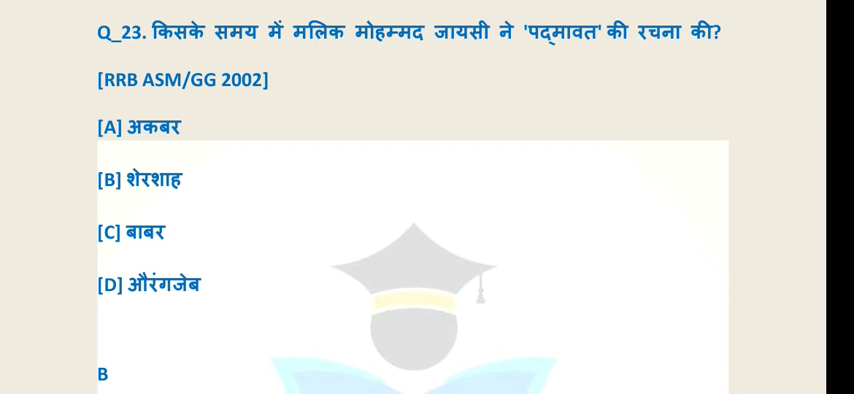 Q_23. किसके समय में मलिक मोहम्मद जायसी ने 'पद्मावत' की रचना की?
[RRB ASM/GG 2002]
[A] अकबर
[B] शेरशाह
[C] बाबर
[D] औरंगजेब
B